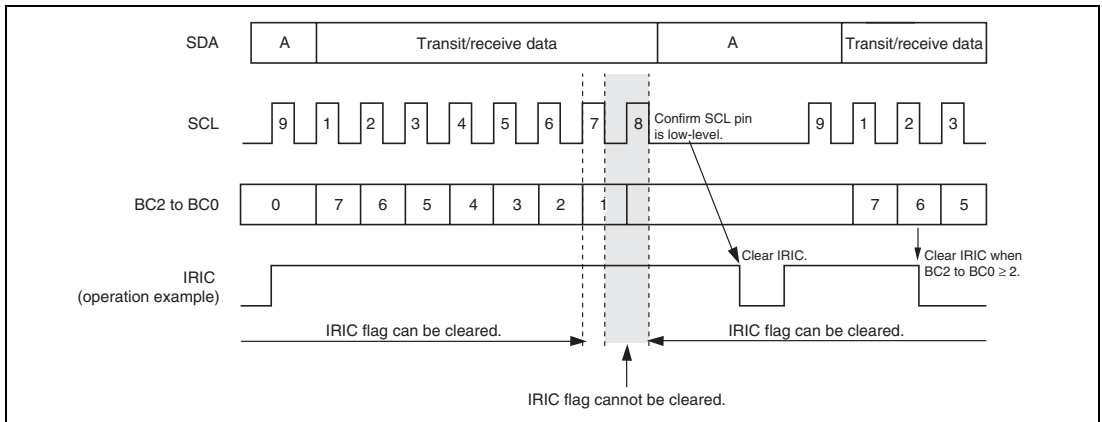 SDA A Transit/receive data A Transit/receive data
SCL 9 1 2 3 4 5 6 7 8 Confirm SCL pin is low-level. 9 1 2 3
BC2 to BC0 0 7 6 5 4 3 2 1 7 6 5
IRIC
(operation example)
Clear IRIC.
Clear IRIC when
BC2 to BC0 ≥ 2.
IRIC flag can be cleared. IRIC flag can be cleared.
IRIC flag cannot be cleared.